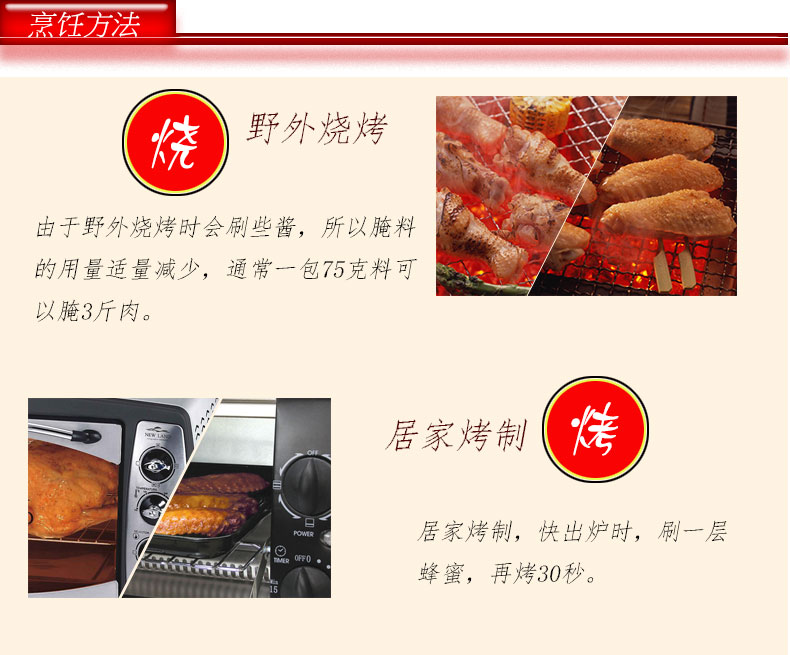 烹饪方法
烧
野外烧烤
由于野外烧烤时会刷些酱，所以腌料
的用量适量减少，通常一包75克料可
以腌3斤肉。
居家烤制
烤
居家烤制，快出炉时，刷一层
蜂蜜，再烤30秒。
NEW LAND
OFF
POWER
TIMER
OFF 0
15